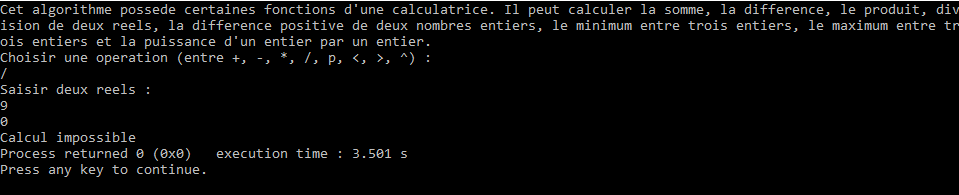 Cet algorithme possede certaines fonctions d'une calculatrice. Il peut calculer la somme, la difference, le produit, div
ision de deux reels, la difference positive de deux nombres entiers, le minimum entre trois entiers, le maximum entre tr
ois entiers et la puissance d'un entier par un entier.
Choisir une operation (entre +, -, *, /, p, <, >, ^) :
/
Saisir deux reels :
9
0
Calcul impossible
Process returned 0 (0x0)   execution time : 3.501 s
Press any key to continue.